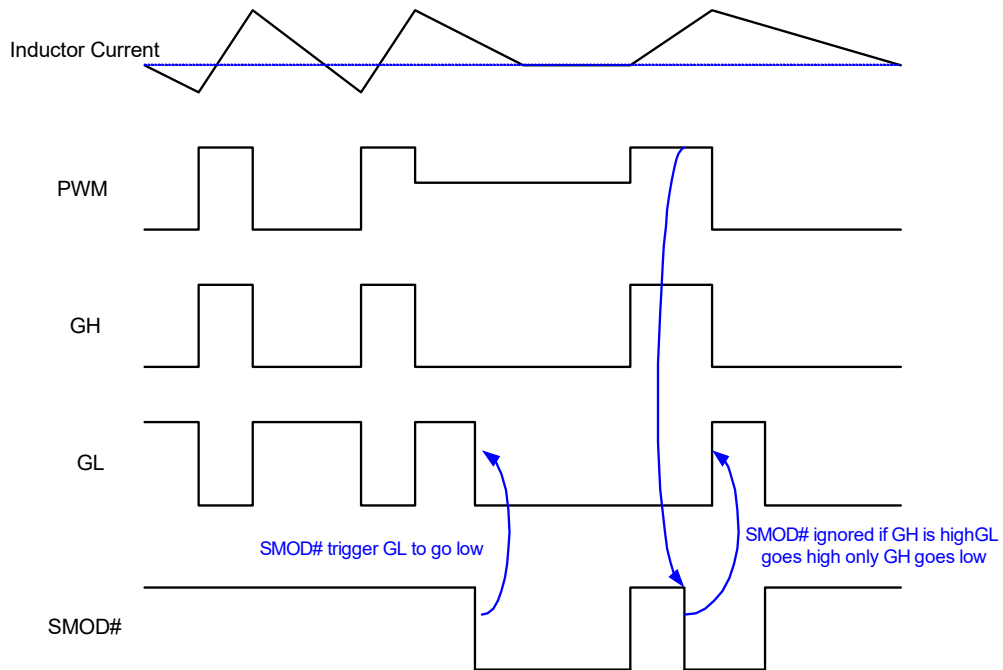 Inductor Current
PWM
GH
GL
SMOD# trigger GL to go low
SMOD# ignored if GH is highGL
goes high only GH goes low
SMOD#